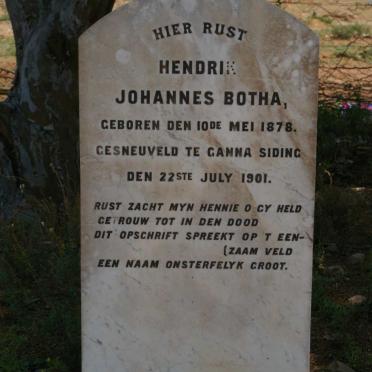 HIER RUST
HENDRIK
JOHANNES BOTHA,
GEBOREN DEN 10DE MEI 1878.
GESNEUVELD TE GANNA SIDING
DEN 22STE JULY 1901.
RUST ZACHT MYN HENNIE O GY HELD
GETROUW TOT IN DEN DOOD
DIT OPSCHRIFT SPREEKT OP T EEN-
(ZAAM VELD
EEN NAAM ONSTERFELYK GROOT.